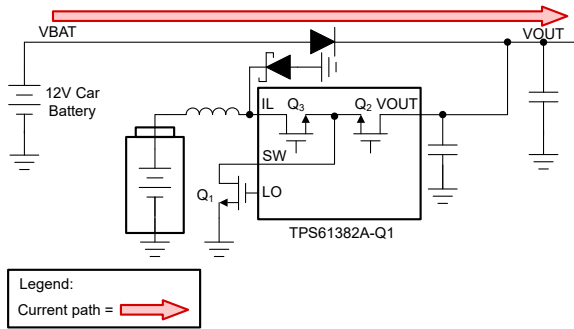 VBAT
VOUT
12V Car
Battery
IL
Q3
Q2
VOUT
SW
Q1
LO
TPS61382A-Q1
Legend:
Current path =